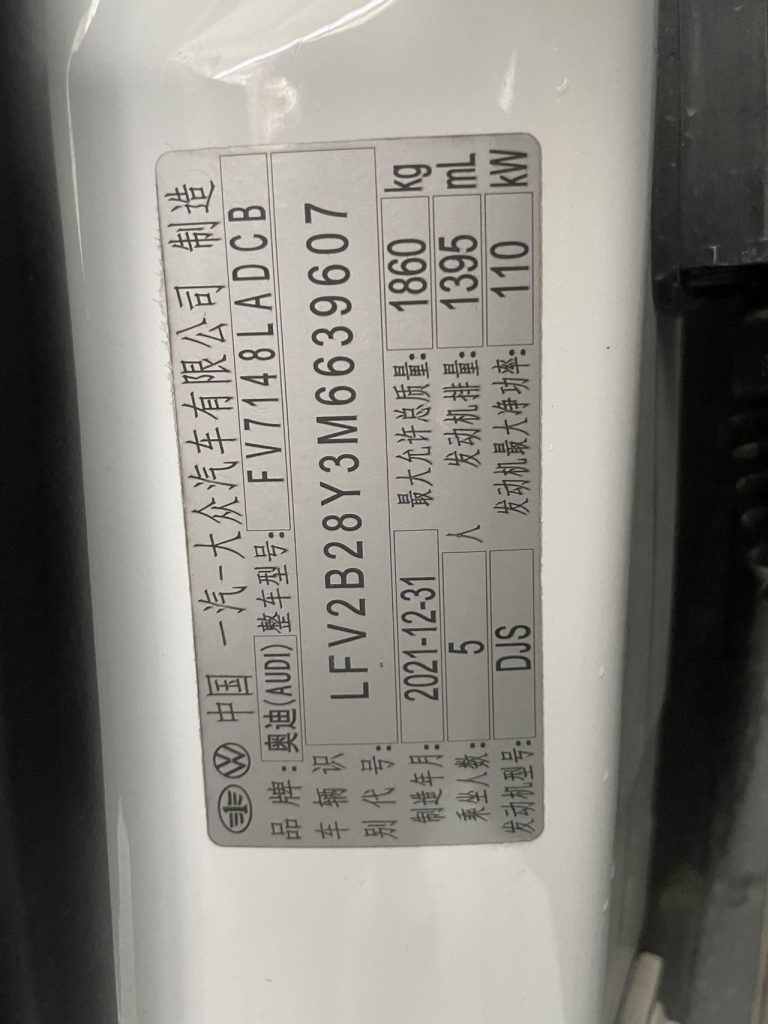 中国 一汽-大众汽车有限公司 制造
品牌: 奥迪(AUDI) 整车型号: FV7148LADCB
车辆识别代号: LFV2B28Y3M6639607
制造年月: 2021-12-31 最大允许总质量: 1860 kg
乘坐人数: 5 人 发动机排量: 1395 mL
发动机型号: DJS 发动机最大净功率: 110 kW